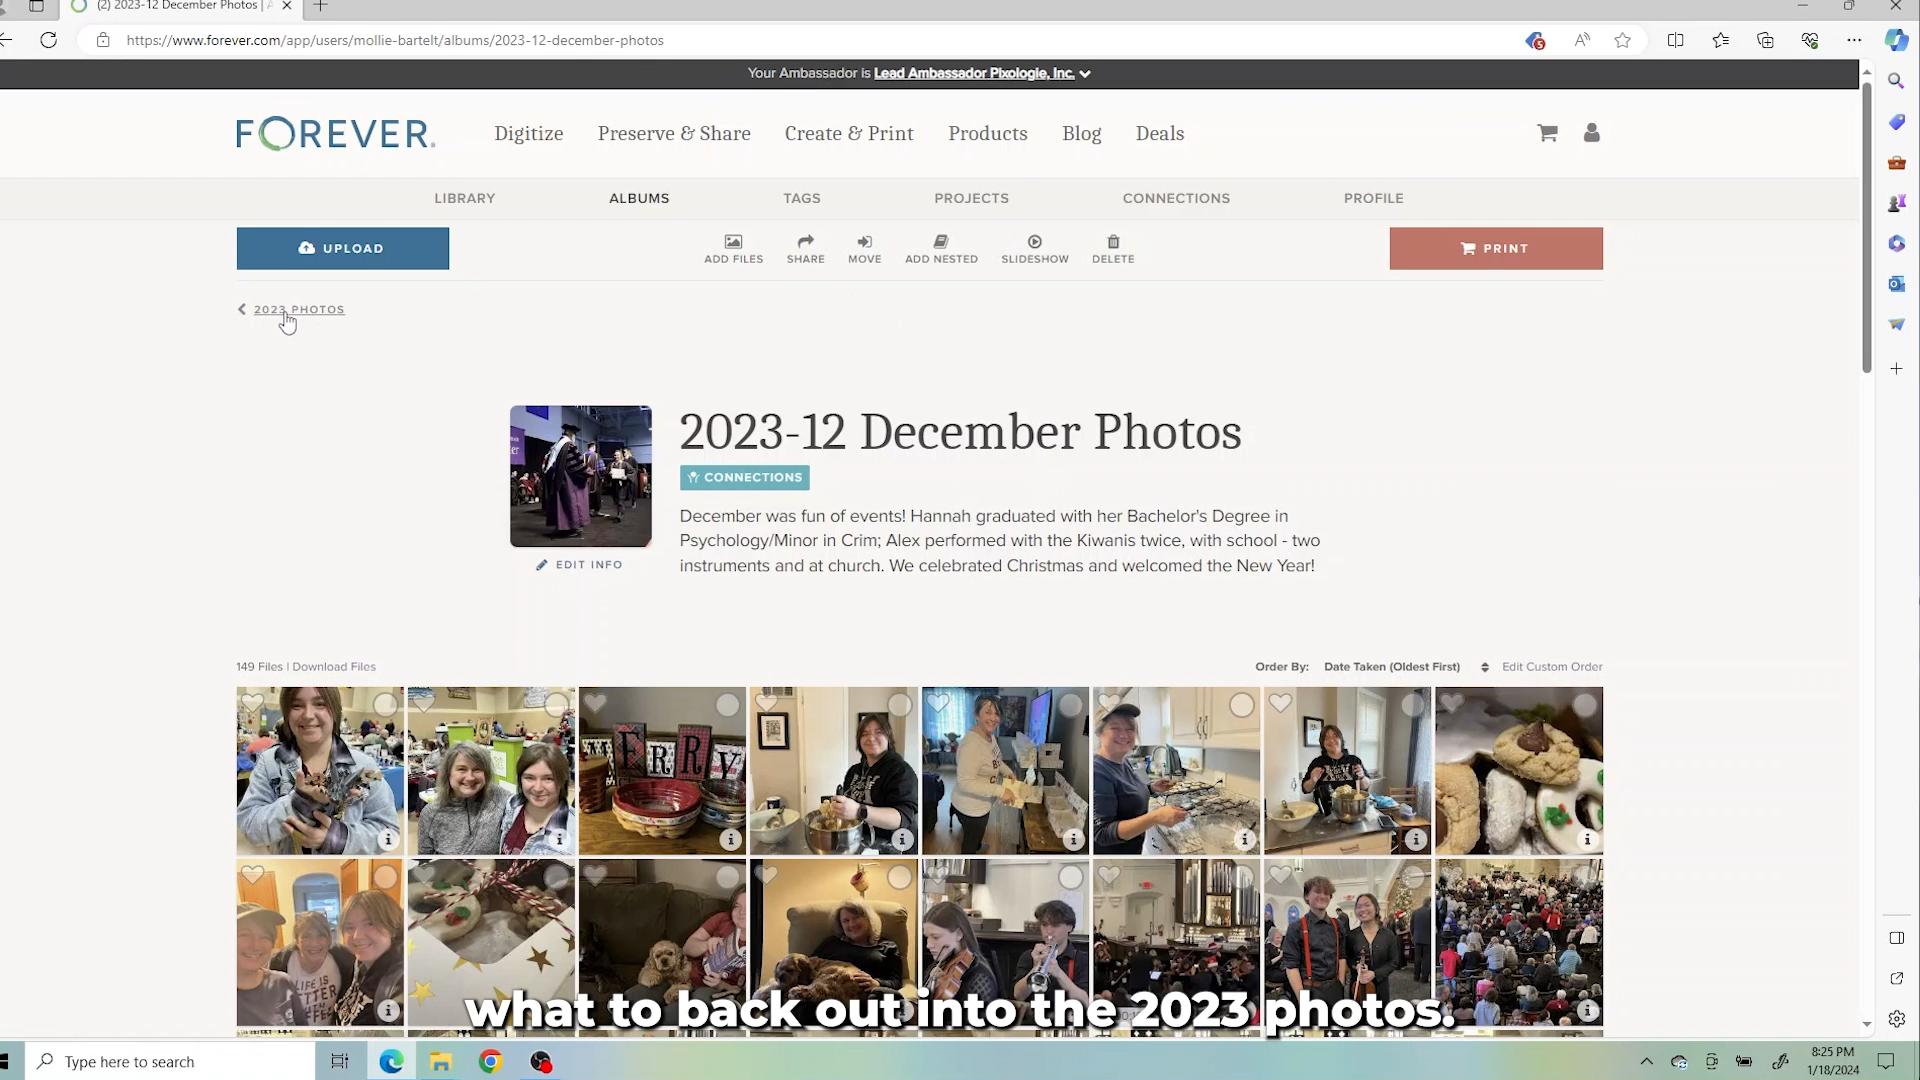 (2) 2023-12 December Photos |
https://www.forever.com/app/users/mollie-bartelt/albums/2023-12-december-photos
5
Your Ambassador is Lead Ambassador Pixologie, Inc.
FOREVER
Digitize
Preserve & Share
Create & Print
Products
Blog
Deals
LIBRARY
ALBUMS
TAGS
PROJECTS
CONNECTIONS
PROFILE
UPLOAD
ADD FILES
SHARE
MOVE
ADD NESTED
SLIDESHOW
DELETE
PRINT
2023 PHOTOS
2023-12 December Photos
CONNECTIONS
December was fun of events! Hannah graduated with her Bachelor's Degree in
Psychology/Minor in Crim; Alex performed with the Kiwanis twice, with school - two
instruments and at church. We celebrated Christmas and welcomed the New Year!
EDIT INFO
149 Files | Download Files
Order By: Date Taken (Oldest First)
Edit Custom Order
what to back out into the 2023 photos.
Type here to search
8:25 PM
1/18/2024